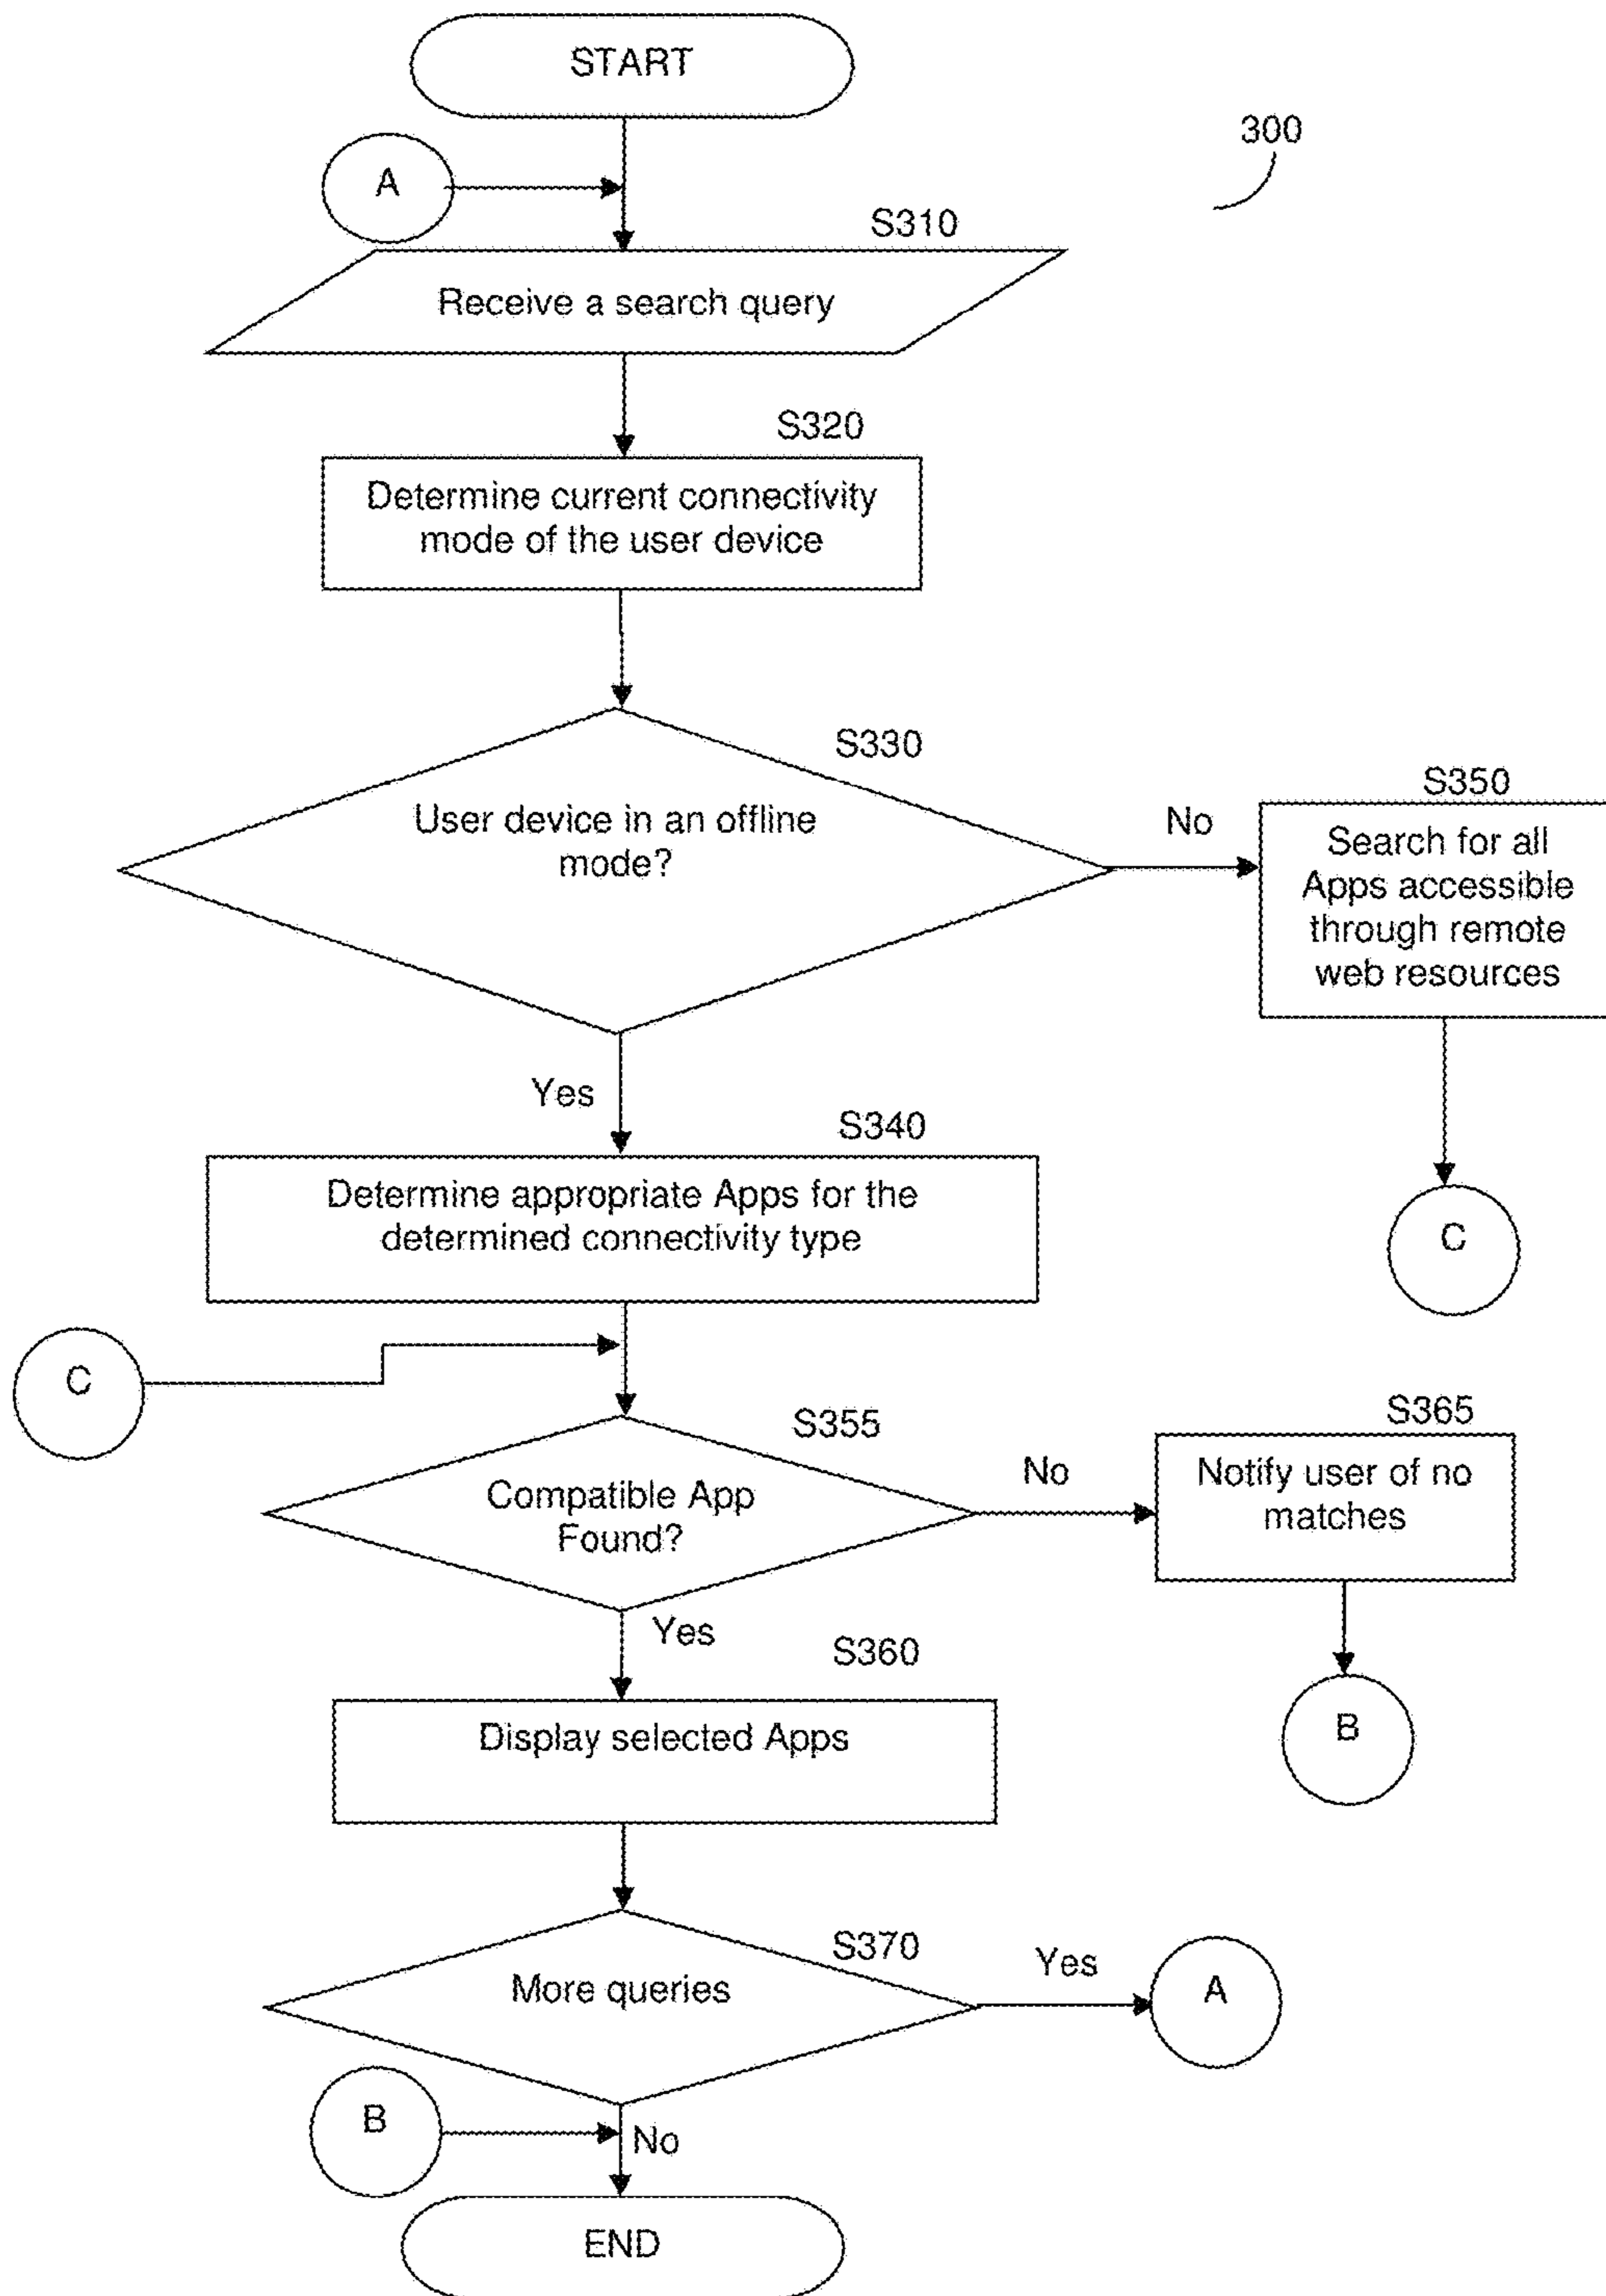 START
300
A
S310
Receive a search query
S320
Determine current connectivity
mode of the user device
S330
User device in an offline
mode?
No
S350
Search for all
Apps accessible
through remote
web resources
Yes
S340
Determine appropriate Apps for the
determined connectivity type
C
C
S355
Compatible App
Found?
No
S365
Notify user of no
matches
Yes
S360
Display selected Apps
B
S370
More queries
Yes
A
B
No
END